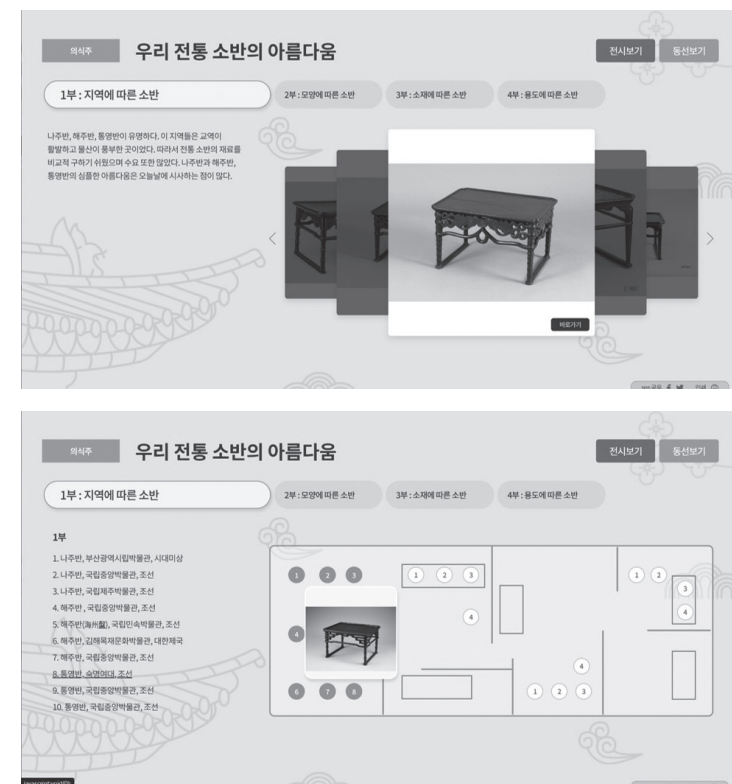 의식주
우리 전통 소반의 아름다움
전시보기
동선보기
1부 : 지역에 따른 소반
2부 : 모양에 따른 소반
3부 : 소재에 따른 소반
4부 : 용도에 따른 소반
나주반, 해주반, 통영반이 유명하다. 이 지역들은 교역이
활발하고 물산이 풍부한 곳이었다. 따라서 전통 소반의 재료를
비교적 구하기 쉬웠으며 수요 또한 많았다. 나주반과 해주반,
통영반의 심플한 아름다움은 오늘날에 시사하는 점이 많다.
바로가기
의식주
우리 전통 소반의 아름다움
전시보기
동선보기
1부 : 지역에 따른 소반
2부 : 모양에 따른 소반
3부 : 소재에 따른 소반
4부 : 용도에 따른 소반
1부
1. 나주반, 부산광역시립박물관, 시대미상
2. 나주반, 국립중앙박물관, 조선
3. 나주반, 국립제주박물관, 조선
4. 해주반 , 국립중앙박물관, 조선
5. 해주반(海州盤), 국립민속박물관, 조선
6. 해주반, 김해목재문화박물관, 대한제국
7. 해주반, 국립중앙박물관, 조선
8. 통영반, 숙명여대, 조선
9. 통영반, 국립중앙박물관, 조선
10. 통영반, 국립중앙박물관, 조선
1 2 3
4
6 7 8
1 2 3
4
1 2 3
4
1 2
3
4